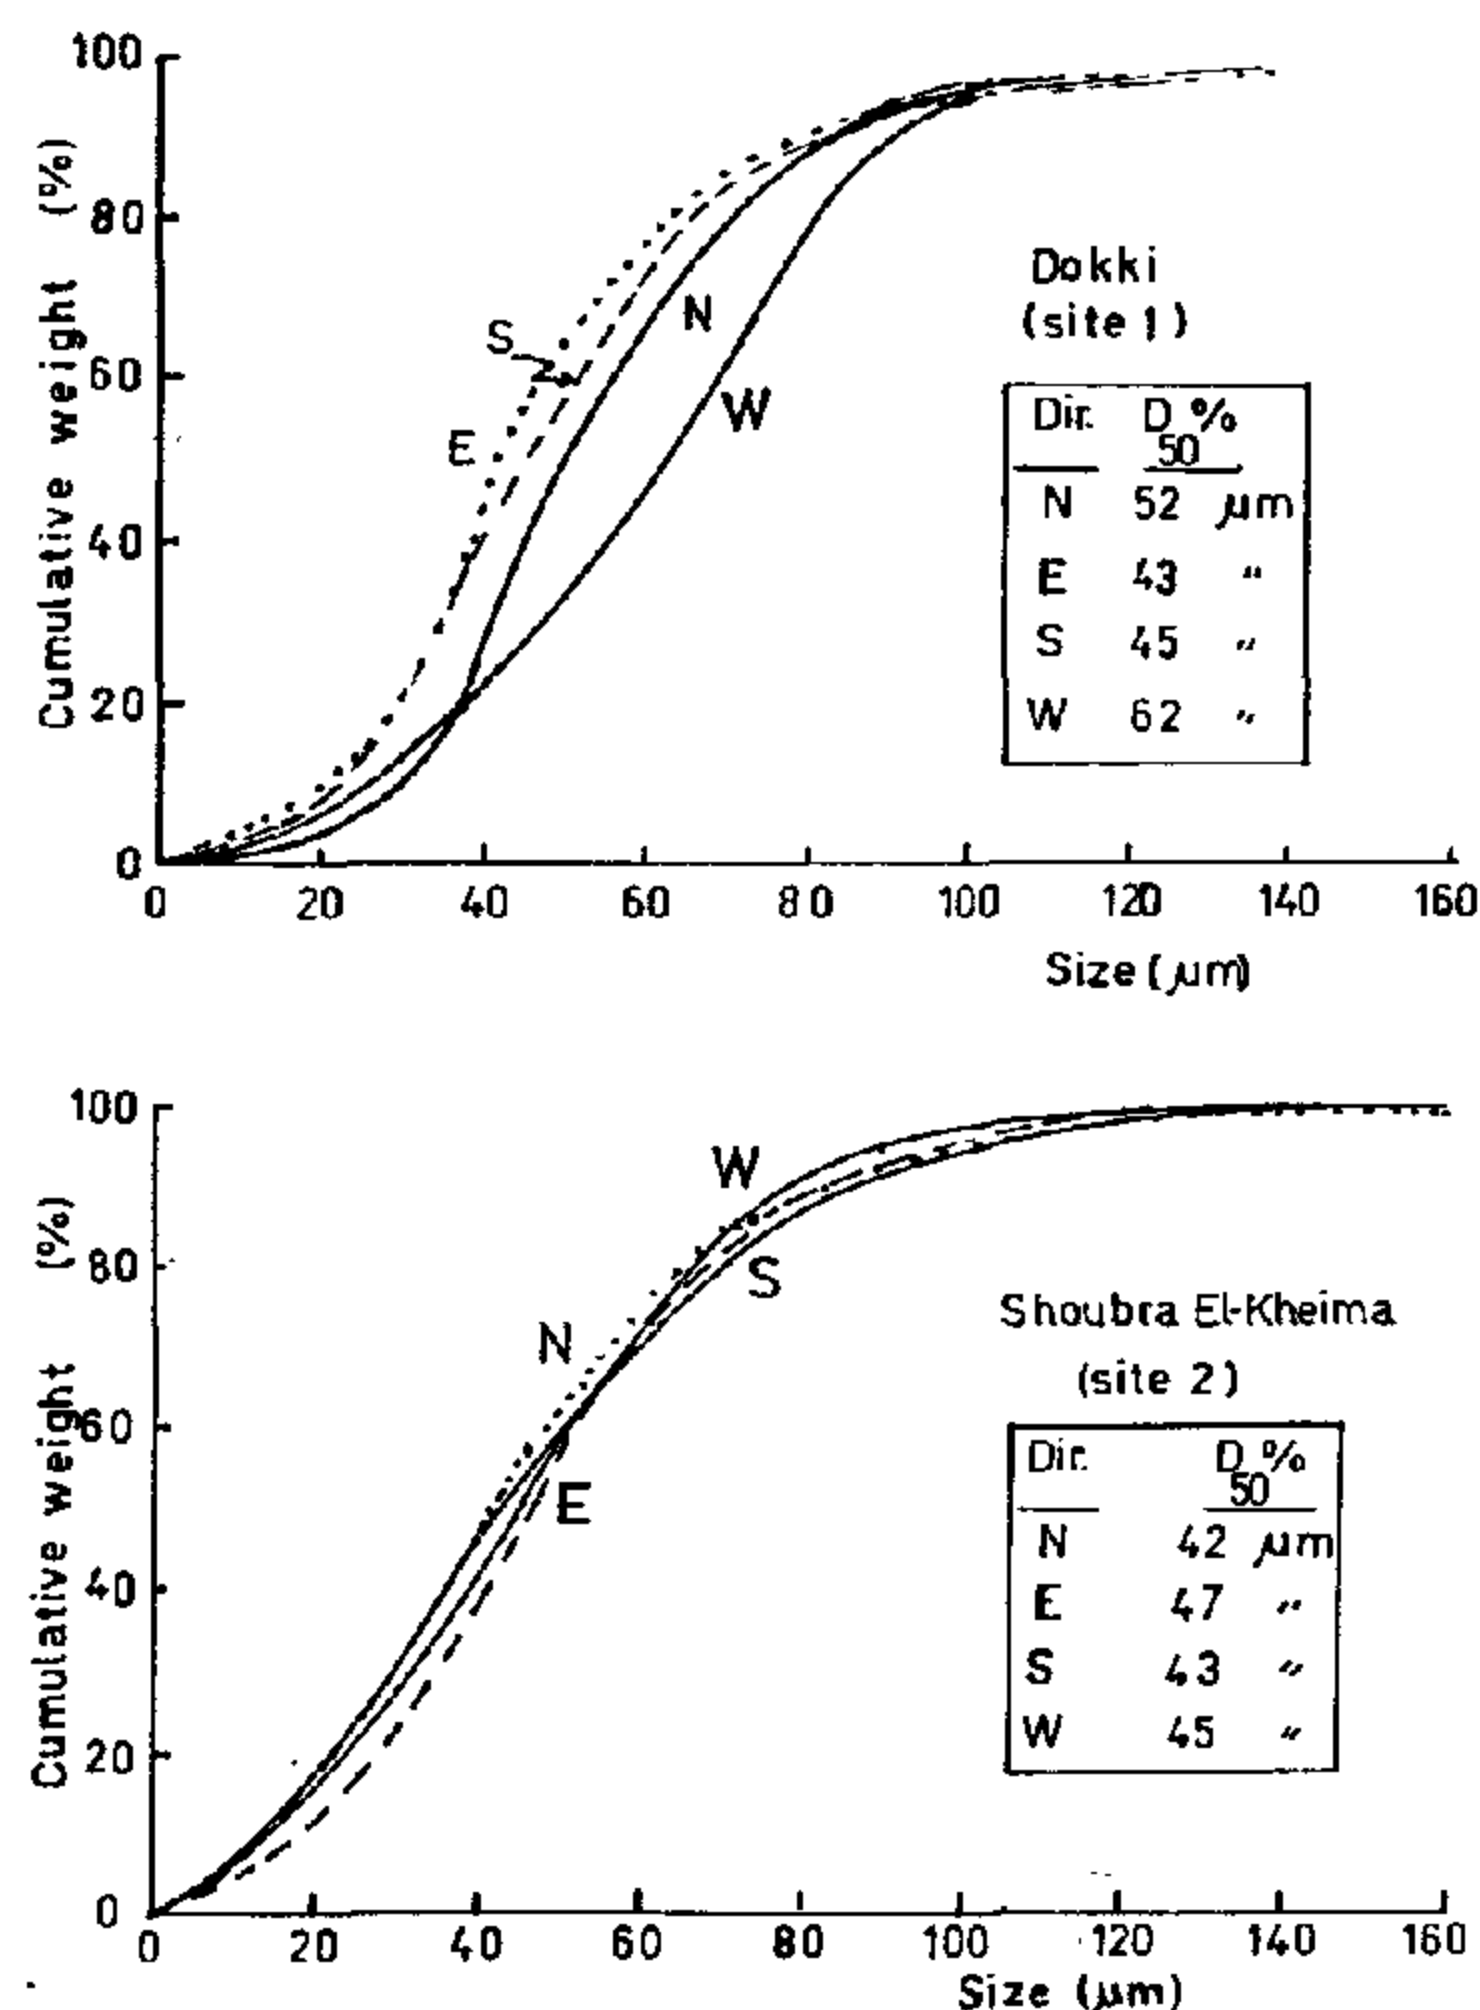 100
80
60
40
20
0
Cumulative weight (%)
S
E
N
W
Dokki
(site 1)
Dir. D %
50
N 52 μm
E 43 "
S 45 "
W 62 "
0 20 40 60 80 100 120 140 160
Size (μm)
100
80
60
40
20
0
Cumulative weight (%)
W
S
N
E
Shoubra El-Kheima
(site 2)
Dir. D %
50
N 42 μm
E 47 "
S 43 "
W 45 "
0 20 40 60 80 100 120 140 160
Size (μm)